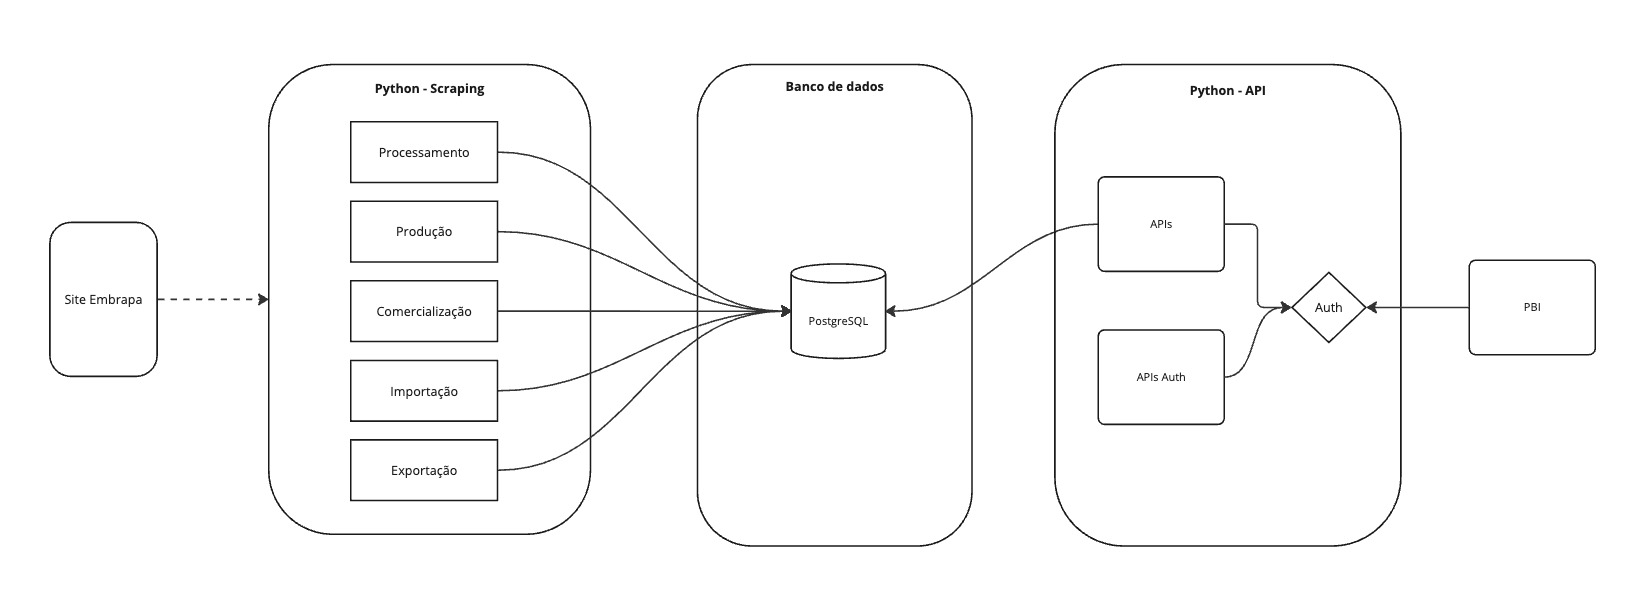 Site Embrapa
Python - Scraping
Processamento
Produção
Comercialização
Importação
Exportação
Banco de dados
PostgreSQL
Python - API
APIs
APIs Auth
Auth
PBI